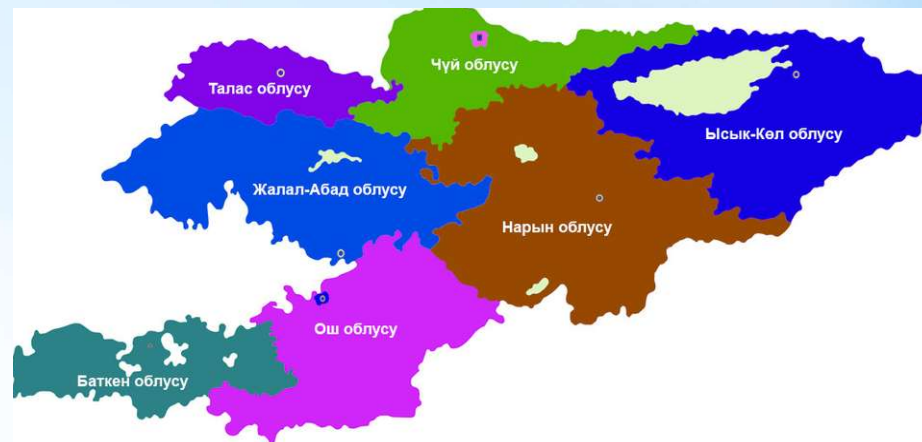 Чүй облусу
Талас облусу
Ысык-Көл облусу
Жалал-Абад облусу
Нарын облусу
Ош облусу
Баткен облусу